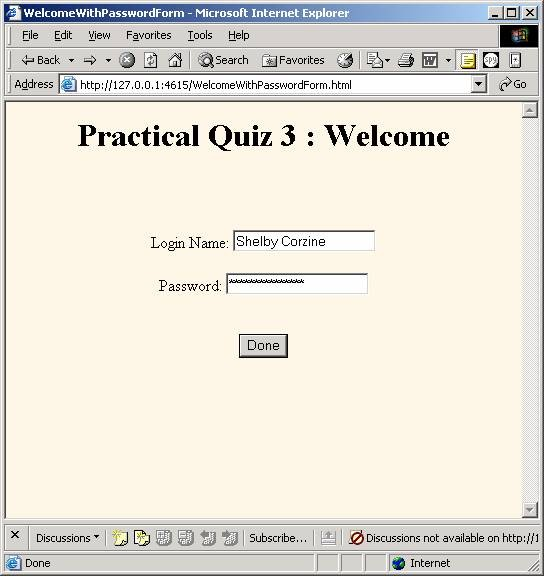 WelcomeWithPasswordForm - Microsoft Internet Explorer
File Edit View Favorites Tools Help
Back Search Favorites
Address http://127.0.0.1:4615/WelcomeWithPasswordForm.html Go
Practical Quiz 3 : Welcome
Login Name: Shelby Corzine
Password:
Done
Discussions Subscribe... Discussions not available on http://1
Done Internet